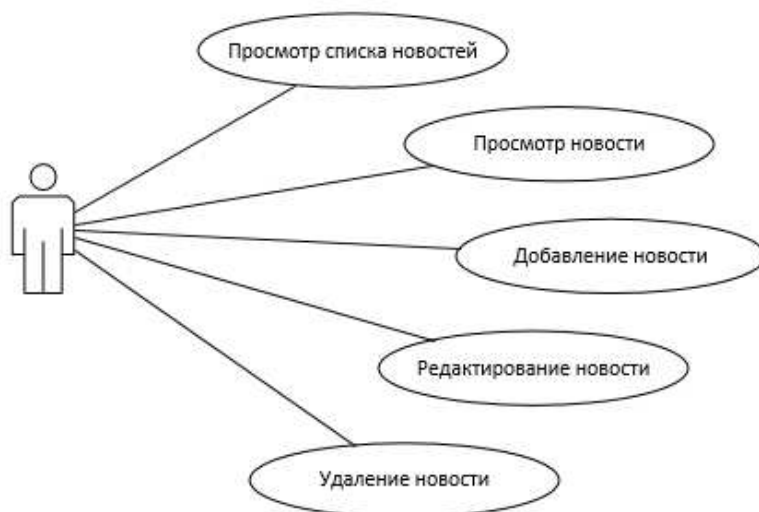 Просмотр списка новостей
Просмотр новости
Добавление новости
Редактирование новости
Удаление новости